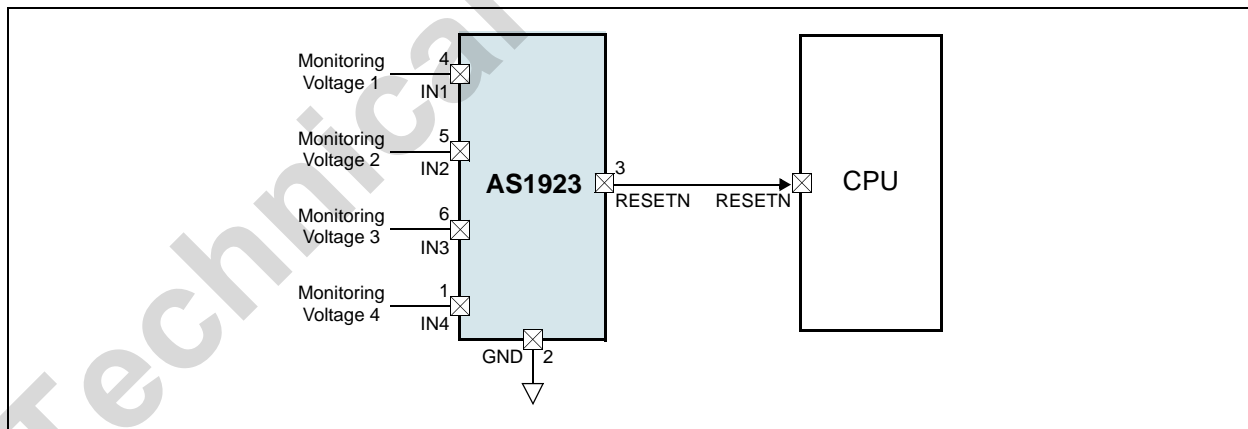 Monitoring
Voltage 1
4
IN1
Monitoring
Voltage 2
5
IN2
Monitoring
Voltage 3
6
IN3
Monitoring
Voltage 4
1
IN4
AS1923
GND 2
3
RESETN
RESETN
CPU
Technical